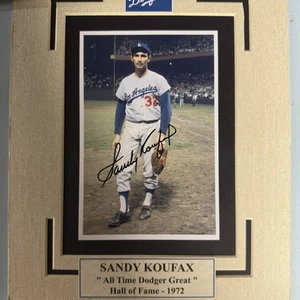 Los Angeles
32
Sandy Koufax
SANDY KOUFAX
" All Time Dodger Great "
Hall of Fame - 1972